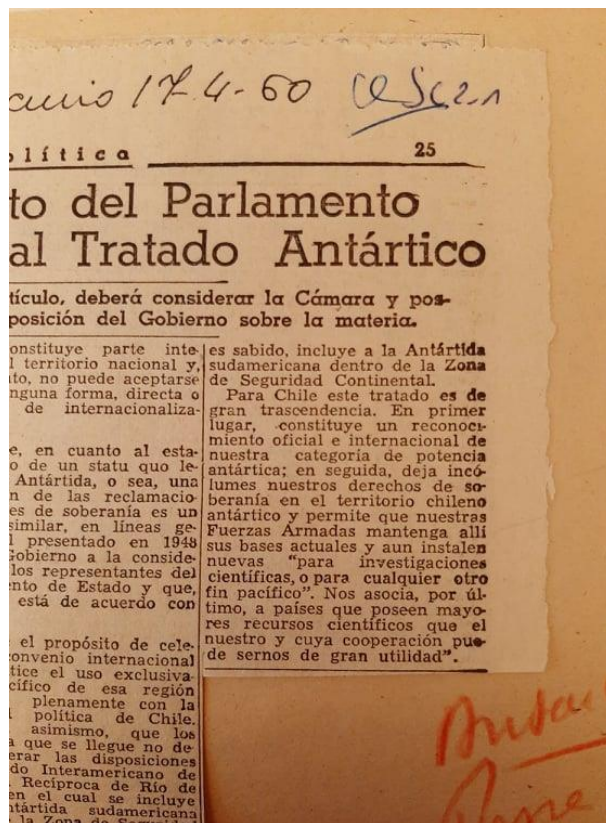 17-4-60
olítica 25
to del Parlamento
al Tratado Antártico
tículo, deberá considerar la Cámara y pos-
posición del Gobierno sobre la materia.
onstituye parte inte-
l territorio nacional y,
to, no puede aceptarse
nguna forma, directa o
de internacionaliza-
e, en cuanto al esta-
o de un statu quo le-
Antártida, o sea, una
n de las reclamacio-
es de soberanía es un
similar, en líneas ge-
l presentado en 1948
Gobierno a la conside-
los representantes del
nto de Estado y que,
está de acuerdo con
el propósito de cele-
convenio internacional
tice el uso exclusiva-
cífico de esa región
plenamente con la
política de Chile.
asimismo, que los
a que se llegue no de-
erar las disposiciones
do Interamericano de
Recíproca de Río de
en el cual se incluye
ntártida sudamericana
la Zona de Seguridad
es sabido, incluye a la Antártida
sudamericana dentro de la Zona
de Seguridad Continental.
Para Chile este tratado es de
gran trascendencia. En primer
lugar, constituye un reconoci-
miento oficial e internacional de
nuestra categoría de potencia
antártica; en seguida, deja incó-
lumes nuestros derechos de so-
beranía en el territorio chileno
antártico y permite que nuestras
Fuerzas Armadas mantenga allí
sus bases actuales y aun instalen
nuevas "para investigaciones
científicas, o para cualquier otro
fin pacífico". Nos asocia, por úl-
timo, a países que poseen mayo-
res recursos científicos que el
nuestro y cuya cooperación pue-
de sernos de gran utilidad".